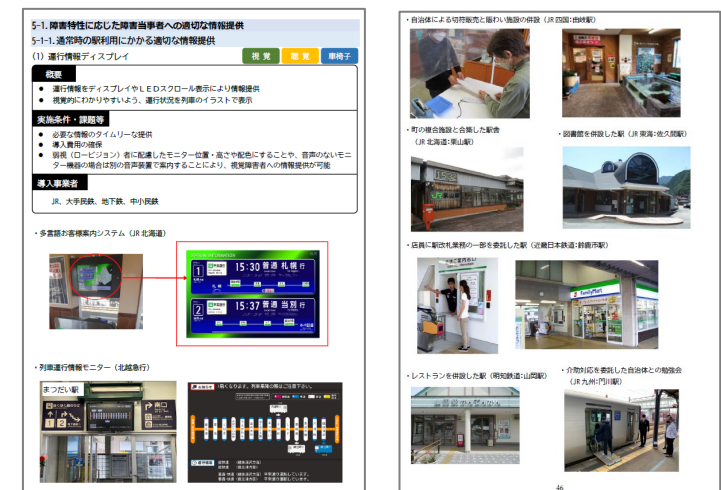 5-1. 障害特性に応じた障害当事者への適切な情報提供
5-1-1. 通常時の駅利用にかかる適切な情報提供
(1) 運行情報ディスプレイ
視 覚
聴 覚
車椅子
概要
● 運行情報をディスプレイやLEDスクロール表示により情報提供
● 視覚的にわかりやすいよう、運行状況を列車のイラストで表示
実施条件・課題等
● 必要な情報のタイムリーな提供
● 導入費用の確保
● 弱視（ロービジョン）者に配慮したモニター位置・高さや配色にすることや、音声のないモニ
ター機器の場合は別の音声装置で案内することにより、視覚障害者への情報提供が可能
導入事業者
JR、大手民鉄、地下鉄、中小民鉄
・多言語お客様案内システム（JR 北海道）
1
15:30 普通 札幌 行
2
15:37 普通 当別 行
・列車運行情報モニター（北越急行）
まつだい駅
南口
1 2
・自治体による切符販売と賑わい施設の併設（JR 四国:由岐駅）
・町の複合施設と合築した駅舎
（JR 北海道:栗山駅）
・図書館を併設した駅（JR 東海:佐久間駅）
・店員に駅改札業務の一部を委託した駅（近畿日本鉄道:鈴鹿市駅）
FamilyMart
・レストランを併設した駅（明知鉄道:山岡駅）
・介助対応を委託した自治体との勉強会
（JR 九州:門川駅）
46